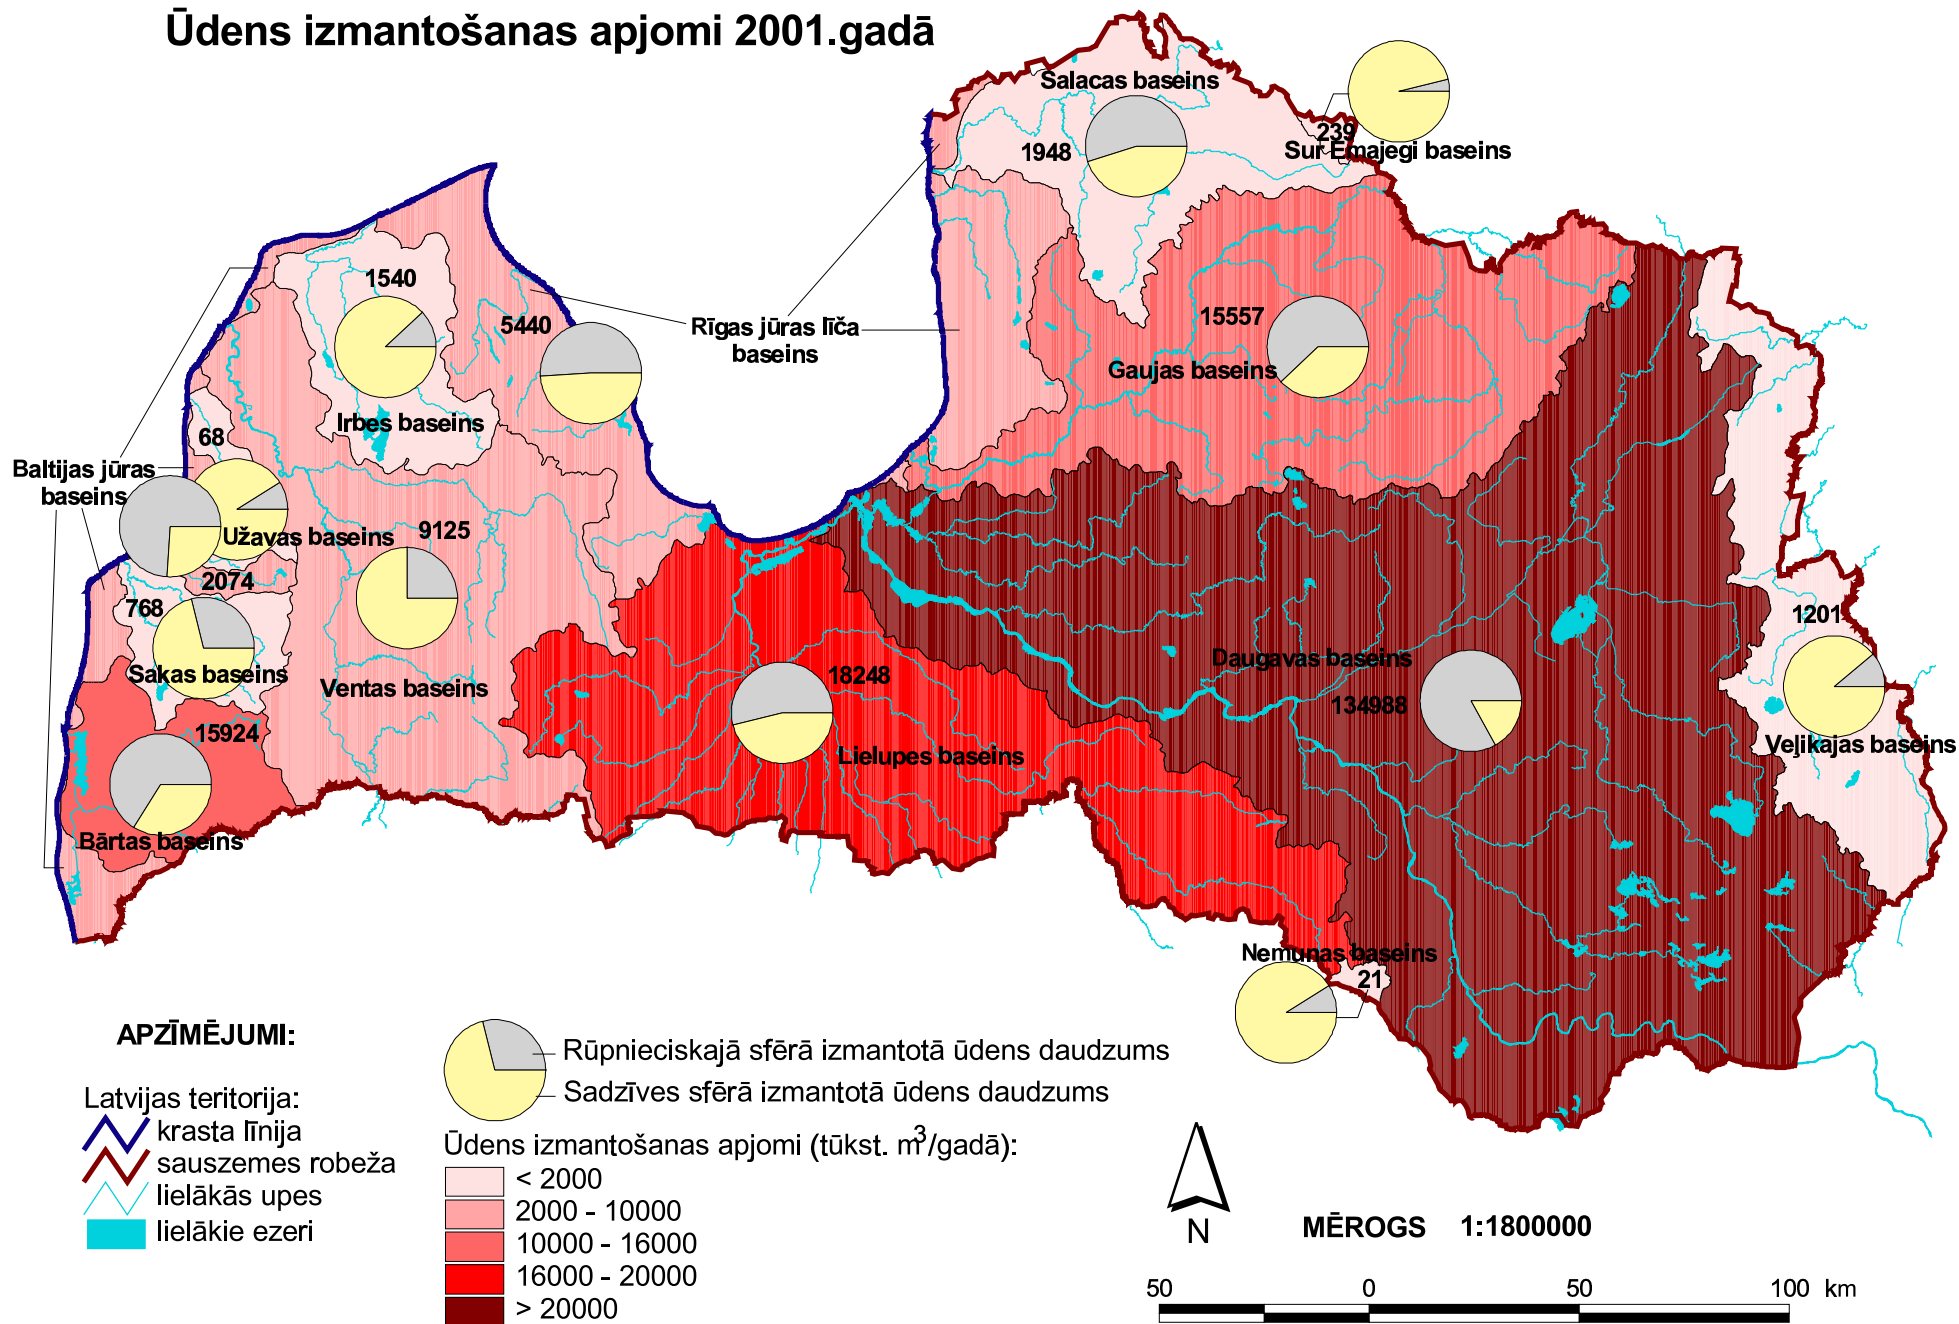 Ūdens izmantošanas apjomi 2001.gadā
Salacas baseins
1948
239
Sur Emajegi baseins
1540
5440
Rīgas jūras līča
baseins
15557
Gaujas baseins
Irbes baseins
68
Baltijas jūras
baseins
Užavas baseins
9125
2074
768
Sakas baseins
Ventas baseins
18248
Daugavas baseins
134988
1201
Veļikajas baseins
15924
Lielupes baseins
Bārtas baseins
Nemunas baseins
21
APZĪMĒJUMI:
Rūpnieciskajā sfērā izmantotā ūdens daudzums
Sadzīves sfērā izmantotā ūdens daudzums
Latvijas teritorija:
krasta līnija
sauszemes robeža
lielākās upes
lielākie ezeri
Ūdens izmantošanas apjomi (tūkst. m³/gadā):
< 2000
2000 - 10000
10000 - 16000
16000 - 20000
> 20000
N
MĒROGS 1:1800000
50 0 50 100 km